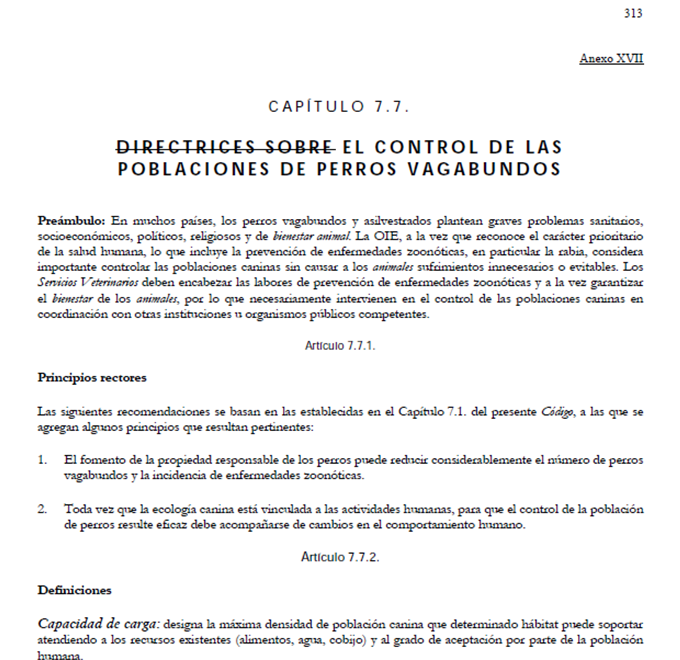 313
Anexo XVII
CAPÍTULO 7.7.
DIRECTRICES SOBRE EL CONTROL DE LAS
POBLACIONES DE PERROS VAGABUNDOS
Preámbulo: En muchos países, los perros vagabundos y asilvestrados plantean graves problemas sanitarios,
socioeconómicos, políticos, religiosos y de bienestar animal. La OIE, a la vez que reconoce el carácter prioritario
de la salud humana, lo que incluye la prevención de enfermedades zoonóticas, en particular la rabia, considera
importante controlar las poblaciones caninas sin causar a los animales sufrimientos innecesarios o evitables. Los
Servicios Veterinarios deben encabezar las labores de prevención de enfermedades zoonóticas y a la vez garantizar
el bienestar de los animales, por lo que necesariamente intervienen en el control de las poblaciones caninas en
coordinación con otras instituciones u organismos públicos competentes.
Artículo 7.7.1.
Principios rectores
Las siguientes recomendaciones se basan en las establecidas en el Capítulo 7.1. del presente Código, a las que se
agregan algunos principios que resultan pertinentes:
1. El fomento de la propiedad responsable de los perros puede reducir considerablemente el número de perros
vagabundos y la incidencia de enfermedades zoonóticas.
2. Toda vez que la ecología canina está vinculada a las actividades humanas, para que el control de la población
de perros resulte eficaz debe acompañarse de cambios en el comportamiento humano.
Artículo 7.7.2.
Definiciones
Capacidad de carga: designa la máxima densidad de población canina que determinado hábitat puede soportar
atendiendo a los recursos existentes (alimentos, agua, cobijo) y al grado de aceptación por parte de la población
humana.